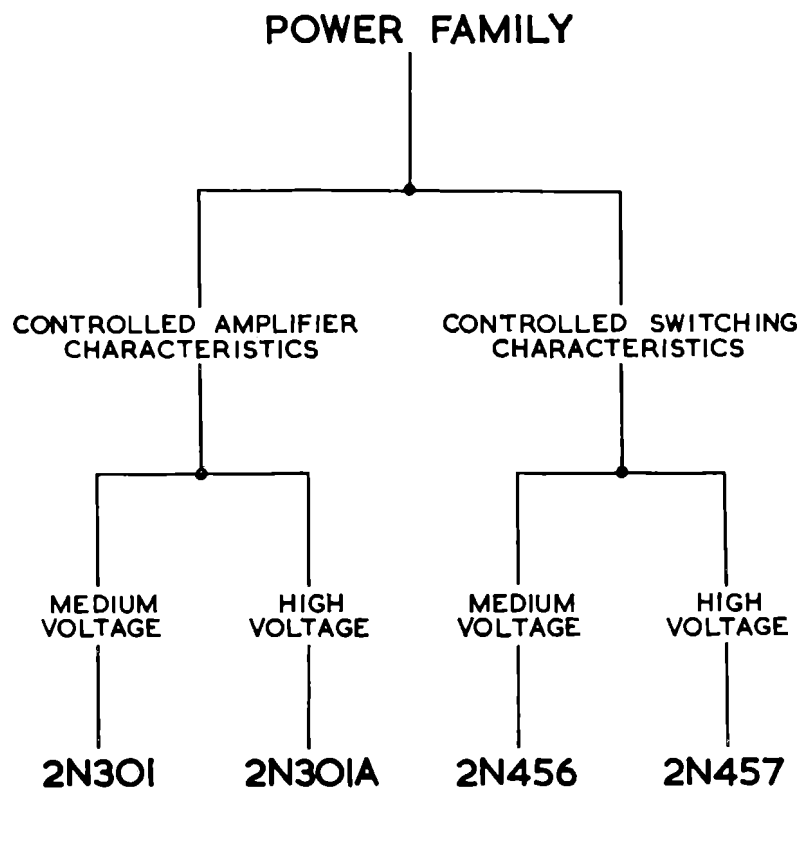 POWER FAMILY
CONTROLLED AMPLIFIER
CHARACTERISTICS
CONTROLLED SWITCHING
CHARACTERISTICS
MEDIUM
VOLTAGE
HIGH
VOLTAGE
MEDIUM
VOLTAGE
HIGH
VOLTAGE
2N301
2N301A
2N456
2N457